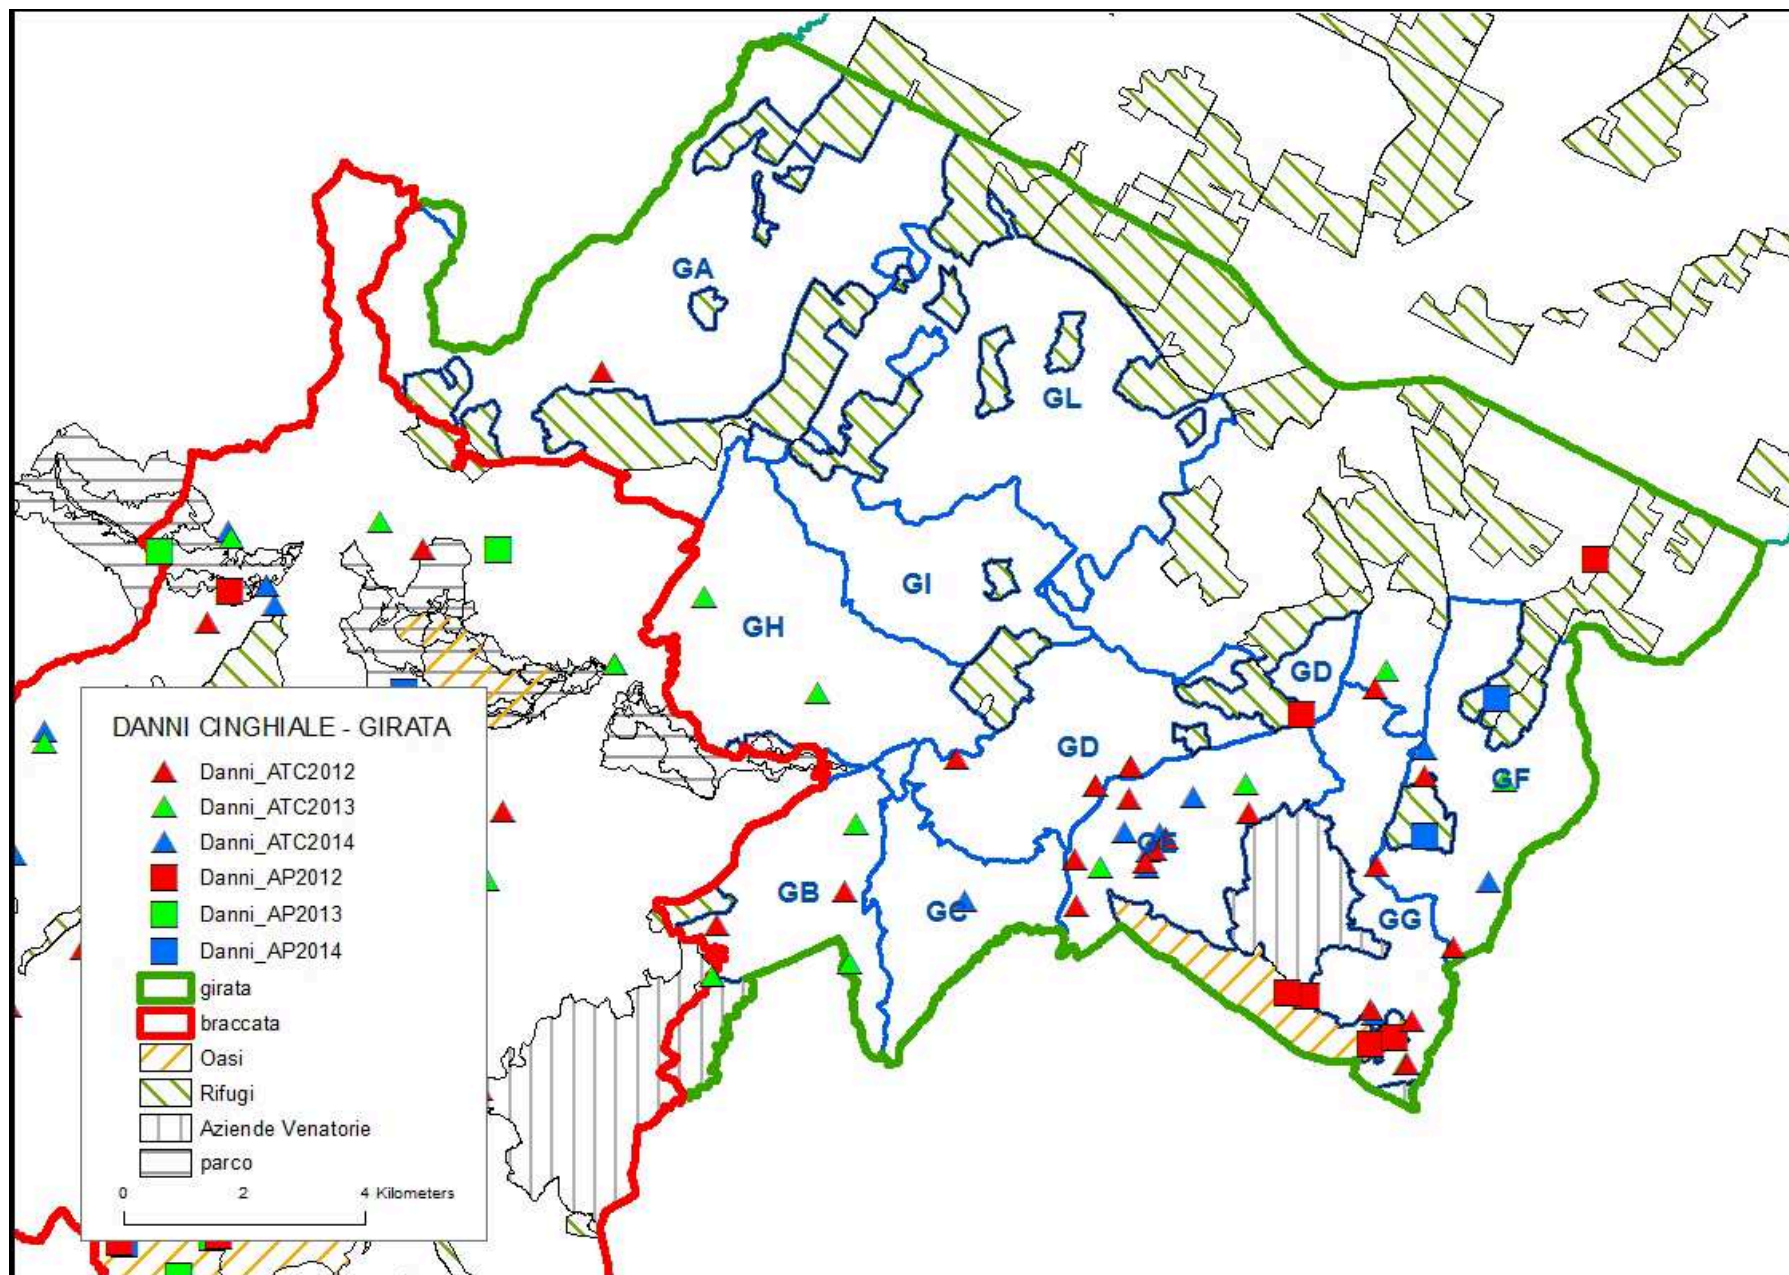 GA
GL
GI
GH
GD
GD
GF
GE
GB
GC
GG
DANNI CINGHIALE - GIRATA
Danni_ATC2012
Danni_ATC2013
Danni_ATC2014
Danni_AP2012
Danni_AP2013
Danni_AP2014
girata
braccata
Oasi
Rifugi
Aziende Venatorie
parco
0 2 4 Kilometers